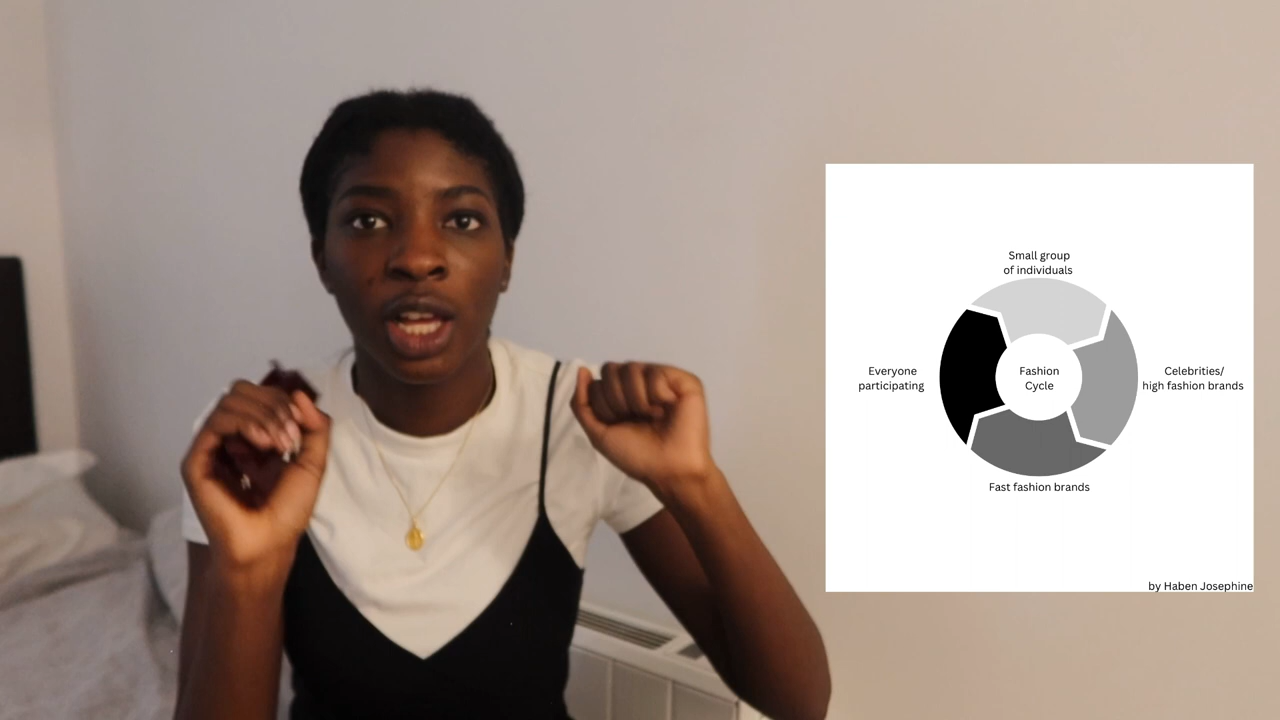 Small group
of individuals
Everyone
participating
Fashion
Cycle
Celebrities/
high fashion brands
Fast fashion brands
by Haben Josephine